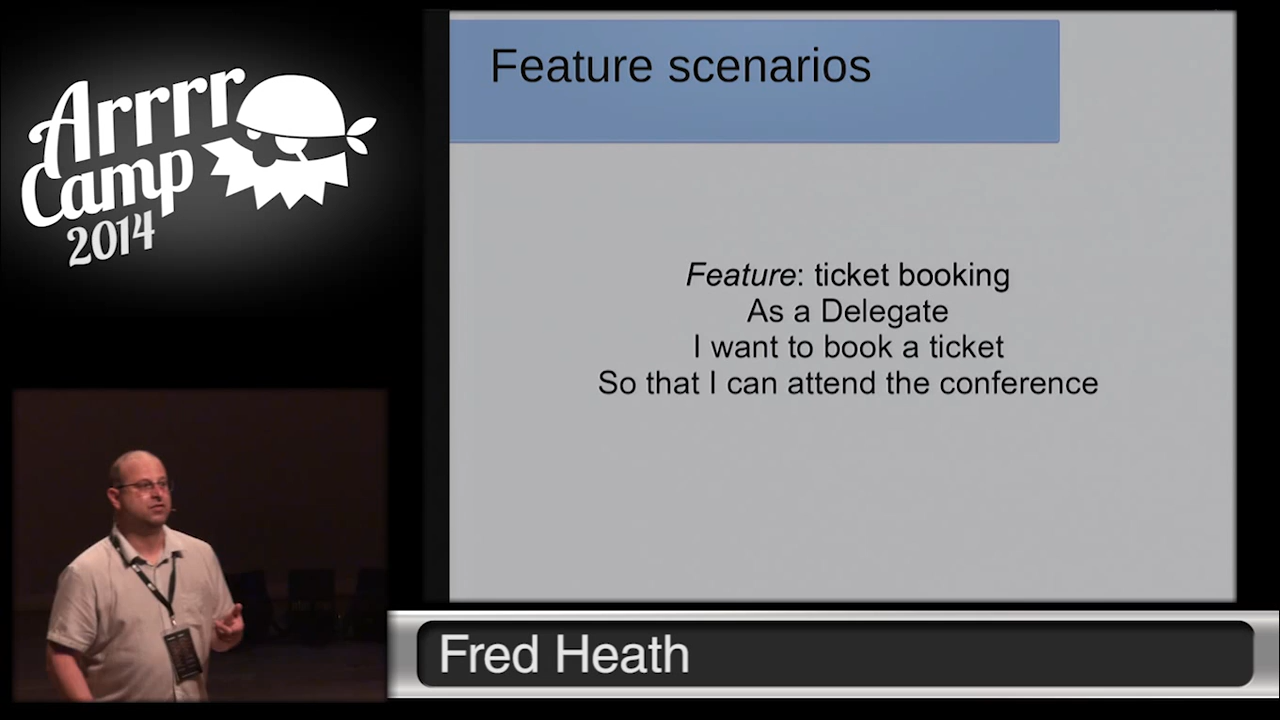 Arrrr
Camp
2014
Feature scenarios
Feature: ticket booking
As a Delegate
I want to book a ticket
So that I can attend the conference
Fred Heath